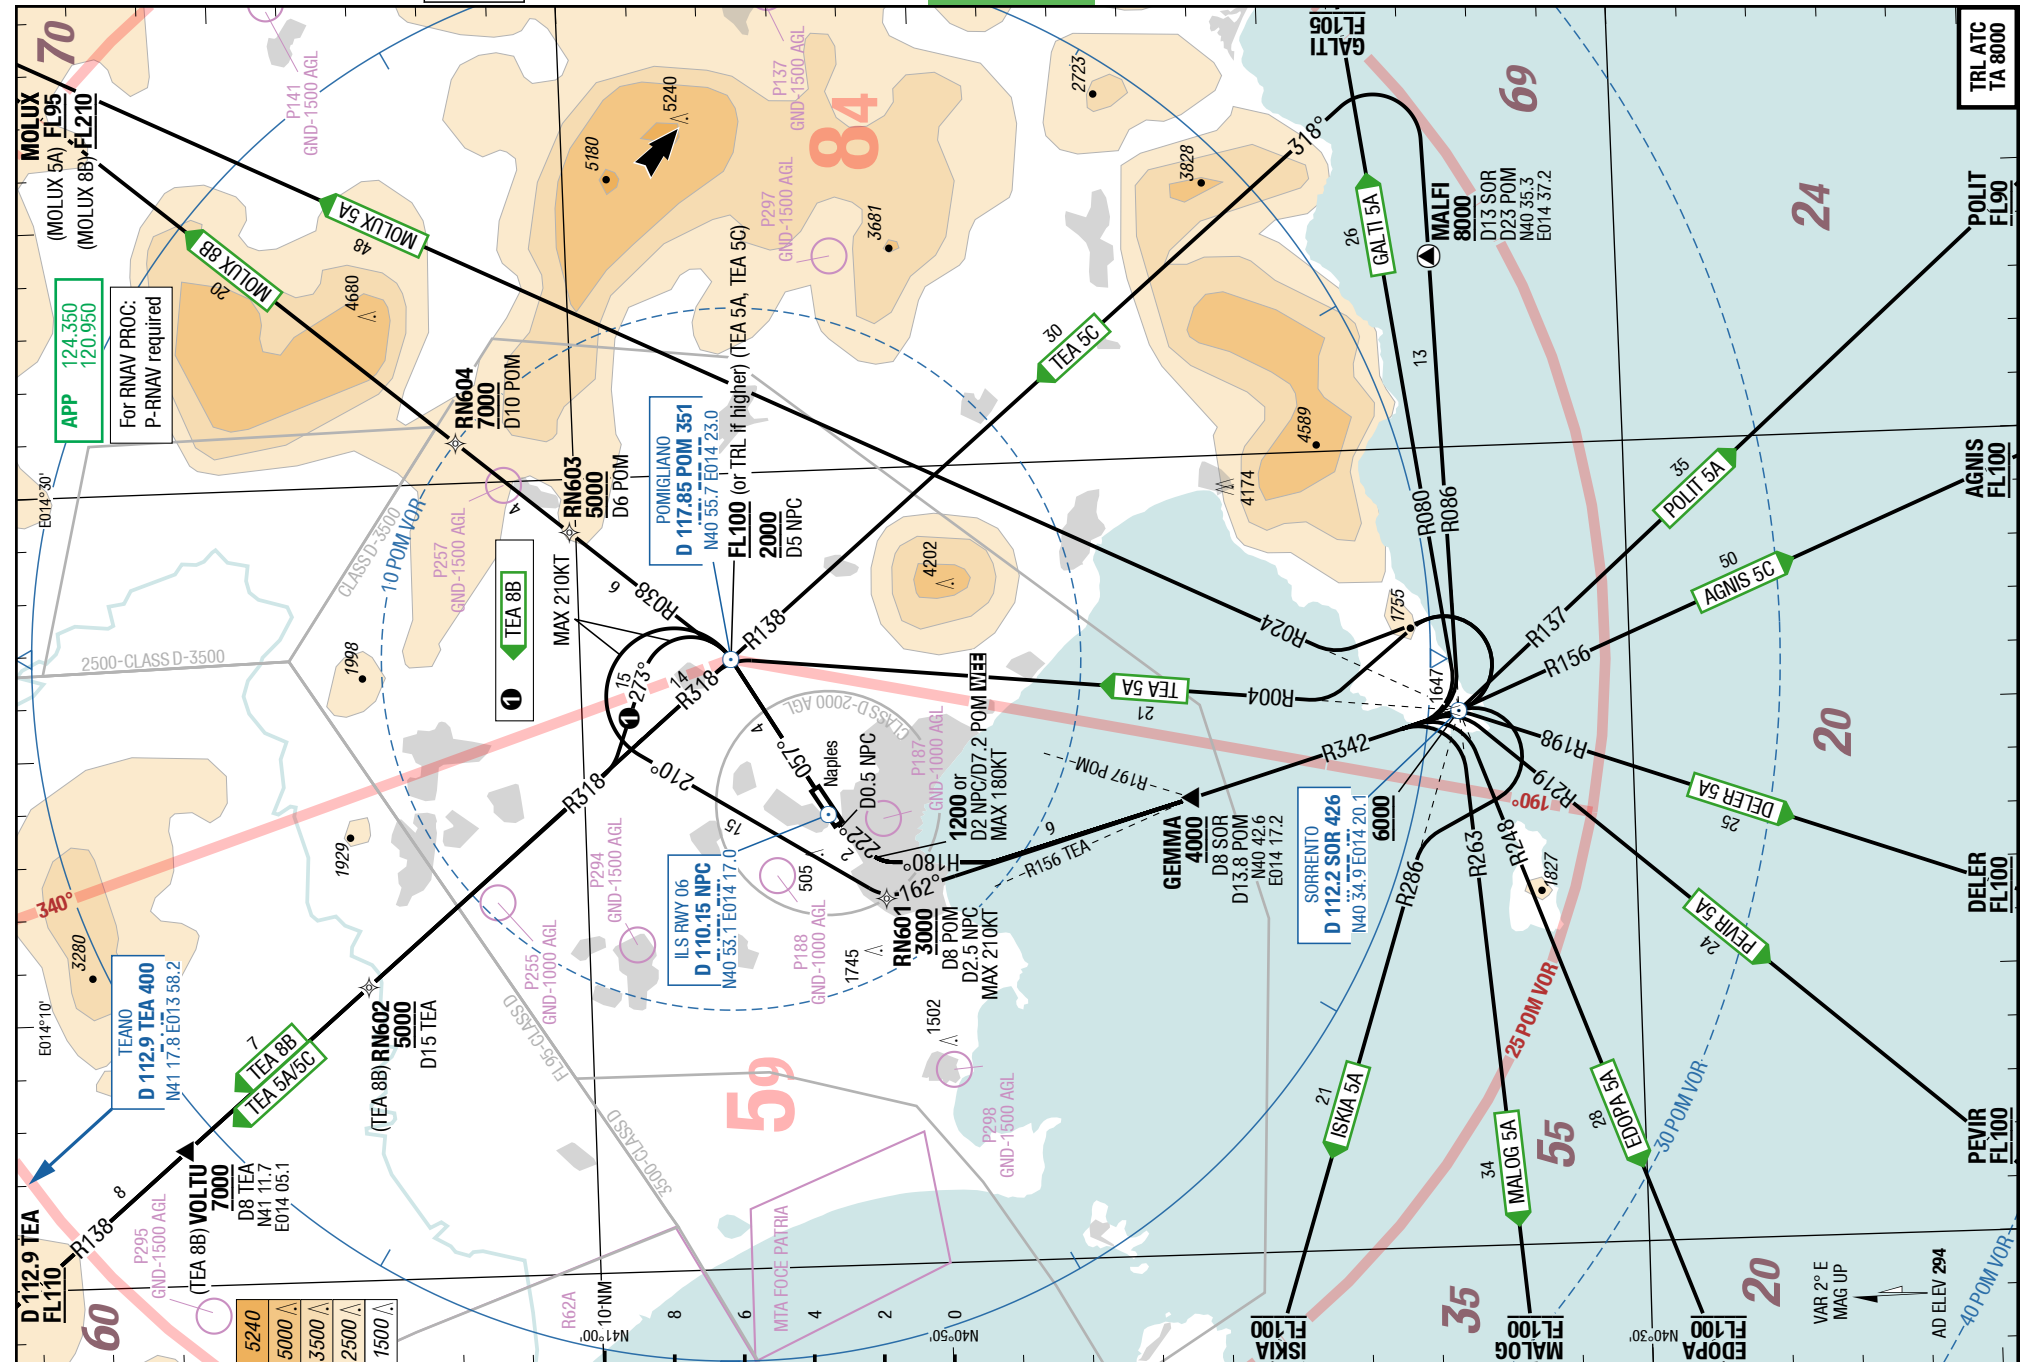 TRL ATC
TA 8000
MOLUX
(MOLUX 5A) FL95
(MOLUX 8B) FL210
70
APP 124.350
120.950
For RNAV PROC:
P-RNAV required
MOLUX 8B
20
MOLUX 5A
48
4680
P141
GND-1500 AGL
5180
5240
P137
GND-1500 AGL
84
P297
GND-1500 AGL
3681
2723
3828
GALTI
FL105
69
318°
GALTI 5A
26
MALFI
8000
D13 SOR
D23 POM
N40 35.3
E014 37.2
13
24
POLIT
FL90
RN604
7000
D10 POM
RN603
5000
D6 POM
4
6
P257
GND-1500 AGL
10 POM VOR
CLASS D-3500
2500-CLASS D-3500
E014°30'
POMIGLIANO
D 117.85 POM 351
N40 55.7 E014 23.0
FL100 (or TRL if higher) (TEA 5A, TEA 5C)
2000
D5 NPC
30
TEA 5C
4589
4174
4202
1 TEA 8B
MAX 210KT
R038
R138
R318
273°
15
14
1
1998
R080
R086
35
POLIT 5A
AGNIS
FL100
50
AGNIS 5C
R137
R156
R024
R004
TEA 5A
21
1755
1647
057°
4
Naples
CLASS D-2000 AGL
P187
GND-1000 AGL
222°
2
D0.5 NPC
1200 or
D2 NPC/D7.2 POM WEE
MAX 180KT
H180°
162°
9
R156 TEA
R197 POM
R342
GEMMA
4000
D8 SOR
D13.8 POM
N40 42.6
E014 17.2
SORRENTO
D 112.2 SOR 426
N40 34.9 E014 20.1
6000
190°
R198
R219
R248
R263
R286
DELER 5A
25
DELER
FL100
20
PEVIR 5A
24
PEVIR
FL100
1827
210°
15
ILS RWY 06
D 110.15 NPC
N40 53.1 E014 17.0
505
P188
GND-1000 AGL
1745
RN601
3000
D8 POM
D2.5 NPC
MAX 210KT
1502
P298
GND-1500 AGL
P294
GND-1500 AGL
P255
GND-1000 AGL
1929
340°
3280
E014°10'
TEANO
D 112.9 TEA 400
N41 17.8 E013 58.2
R318
(TEA 8B) RN602
5000
D15 TEA
7
TEA 8B
TEA 5A/5C
(TEA 8B) VOLTU
7000
D8 TEA
N41 11.7
E014 05.1
8
R138
D 112.9 TEA
FL110
P295
GND-1500 AGL
60
FL95-CLASS D
3500-CLASS D
59
MTA FOCE PATRIA
R62A
5240
5000
3500
2500
1500
10 NM
8
6
4
2
0
N41°00'
N40°50'
N40°30'
21
ISKIA 5A
ISKIA
FL100
34
MALOG 5A
MALOG
FL100
28
EDOPA 5A
EDOPA
FL100
25 POM VOR
30 POM VOR
40 POM VOR
55
35
20
VAR 2° E
MAG UP
AD ELEV 294